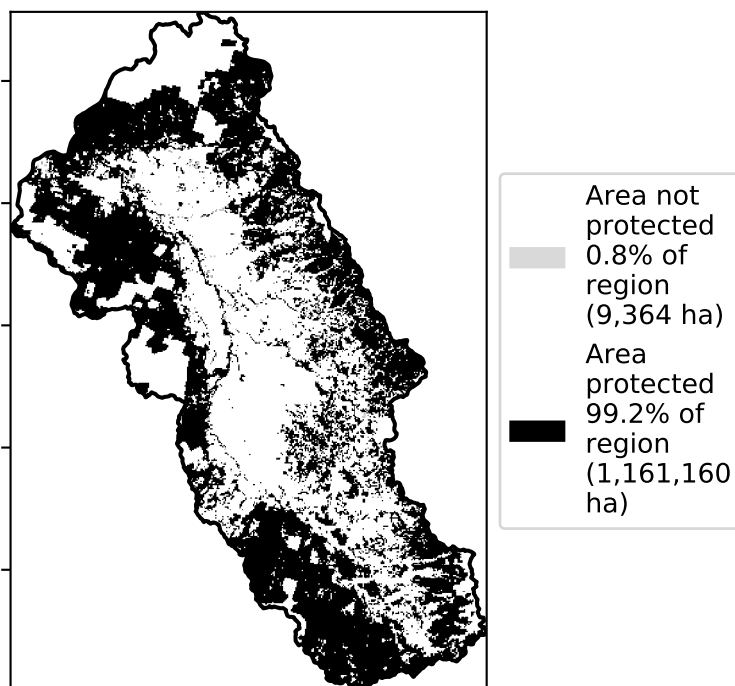 Area not
protected
0.8% of
region
(9,364 ha)
Area
protected
99.2% of
region
(1,161,160
ha)